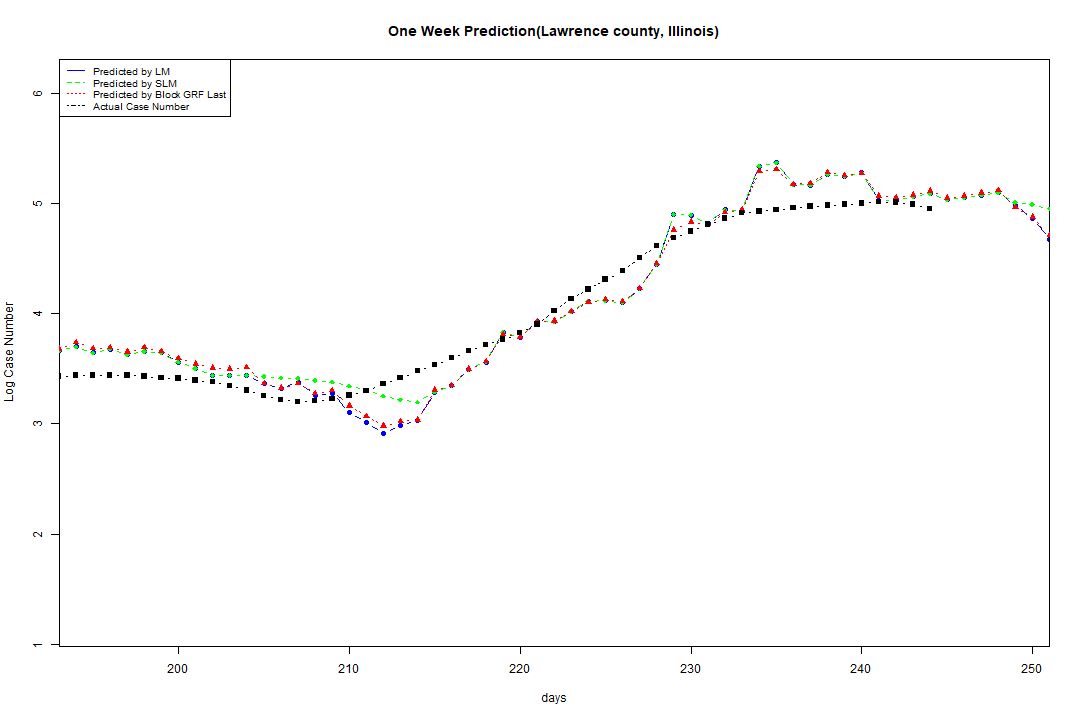 One Week Prediction(Lawrence county, Illinois)
Predicted by LM
Predicted by SLM
Predicted by Block GRF Last
Actual Case Number
6
5
4
3
2
1
Log Case Number
200 210 220 230 240 250
days